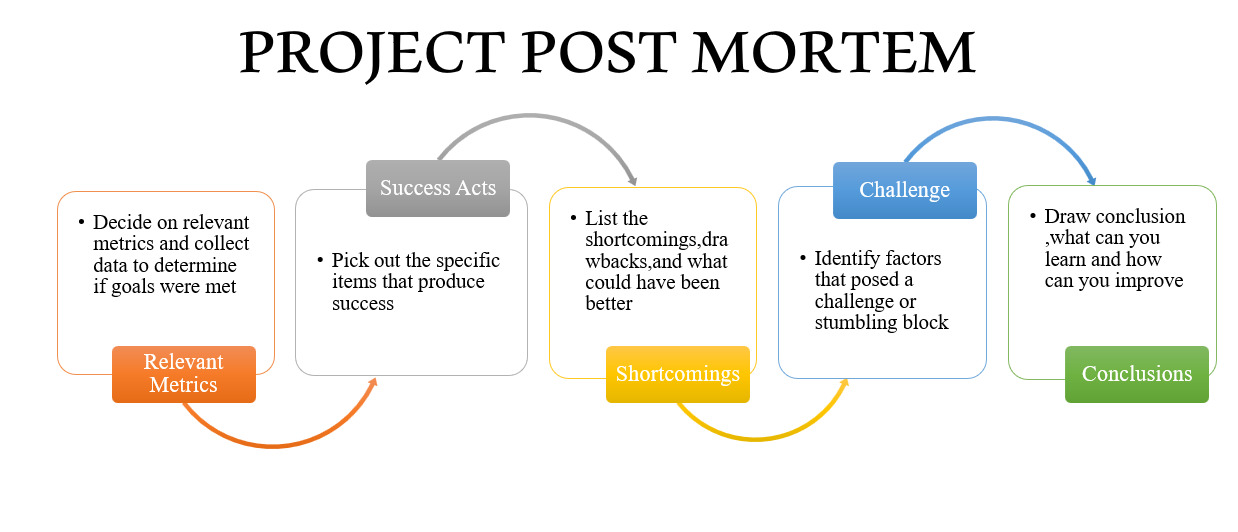 PROJECT POST MORTEM
• Decide on relevant
metrics and collect
data to determine
if goals were met
Relevant
Metrics
Success Acts
• Pick out the specific
items that produce
success
• List the
shortcomings,dra
wbacks,and what
could have been
better
Shortcomings
Challenge
• Identify factors
that posed a
challenge or
stumbling block
• Draw conclusion
,what can you
learn and how
can you improve
Conclusions